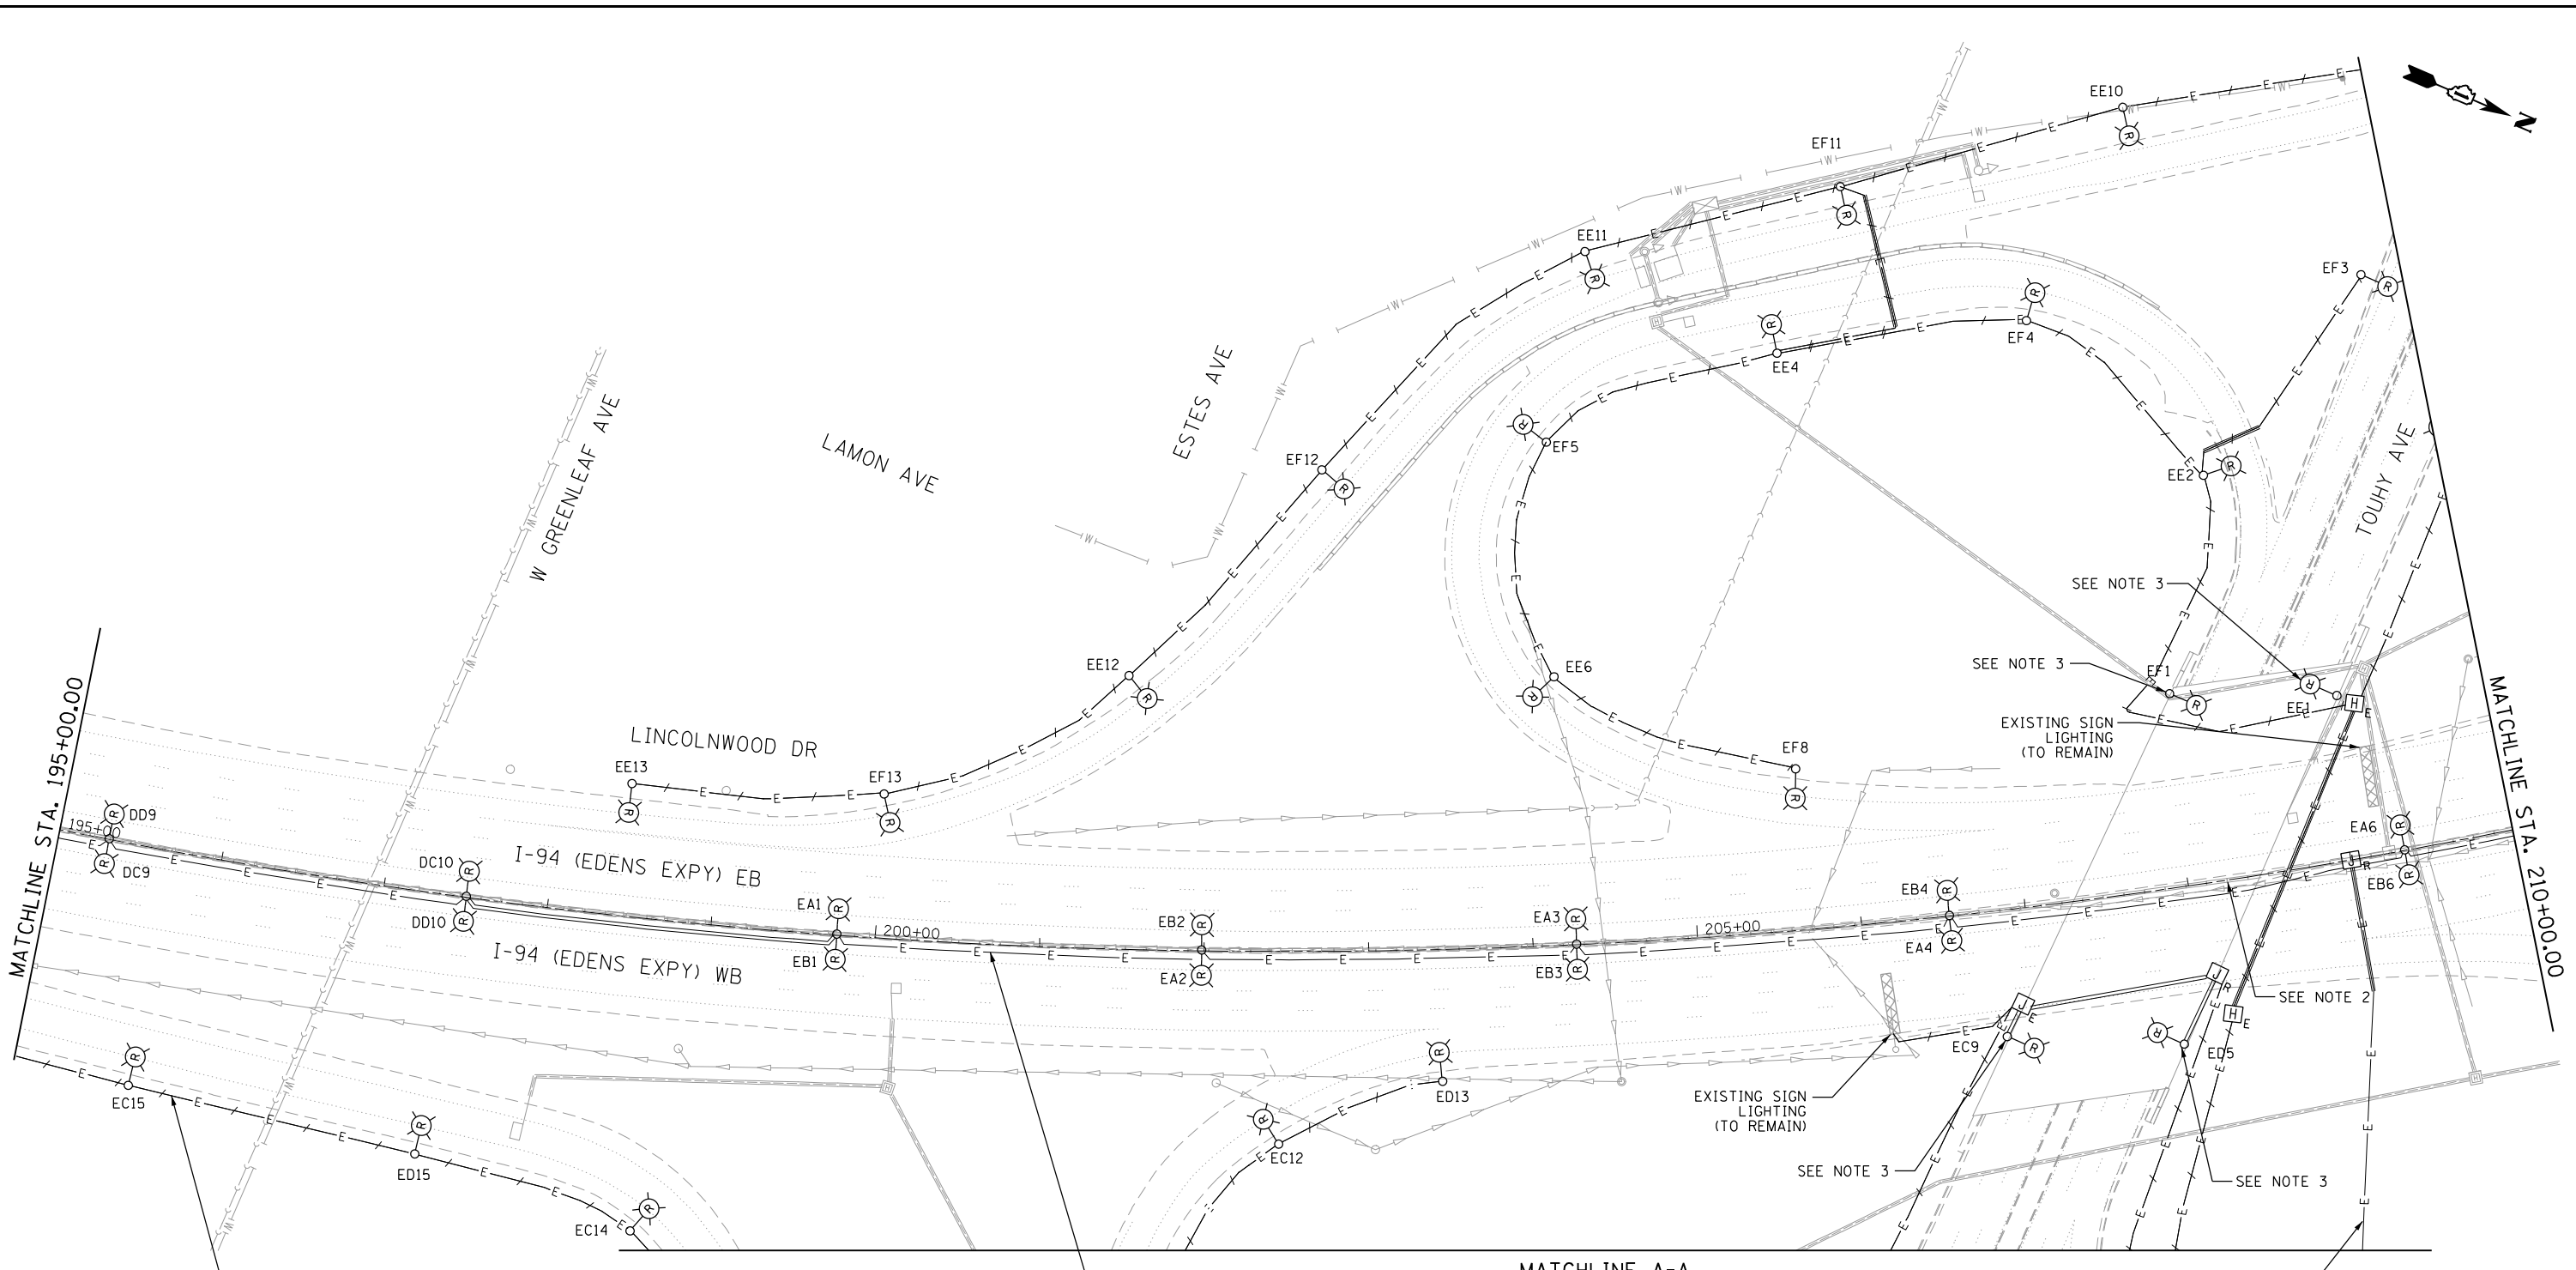 EE10
N
EF11
EE11
EF3
EF4
EE4
ESTES AVE
W GREENLEAF AVE
LAMON AVE
EF12
EF5
EE2
TOUHY AVE
SEE NOTE 3
SEE NOTE 3
EF1
EE12
EE6
EE1
EXISTING SIGN
LIGHTING
(TO REMAIN)
MATCHLINE STA. 195+00.00
MATCHLINE STA. 210+00.00
LINCOLNWOOD DR
EE13
EF13
EF8
195+00
DD9
DC9
DC10
DD10
I-94 (EDENS EXPY) EB
EA1
EB1
200+00
EB2
EA2
EA3
EB3
205+00
EB4
EA4
EA6
EB6
I-94 (EDENS EXPY) WB
SEE NOTE 2
EC9
ED5
EC15
ED15
EC14
EC12
ED13
EXISTING SIGN
LIGHTING
(TO REMAIN)
SEE NOTE 3
SEE NOTE 3
MATCHLINE A-A